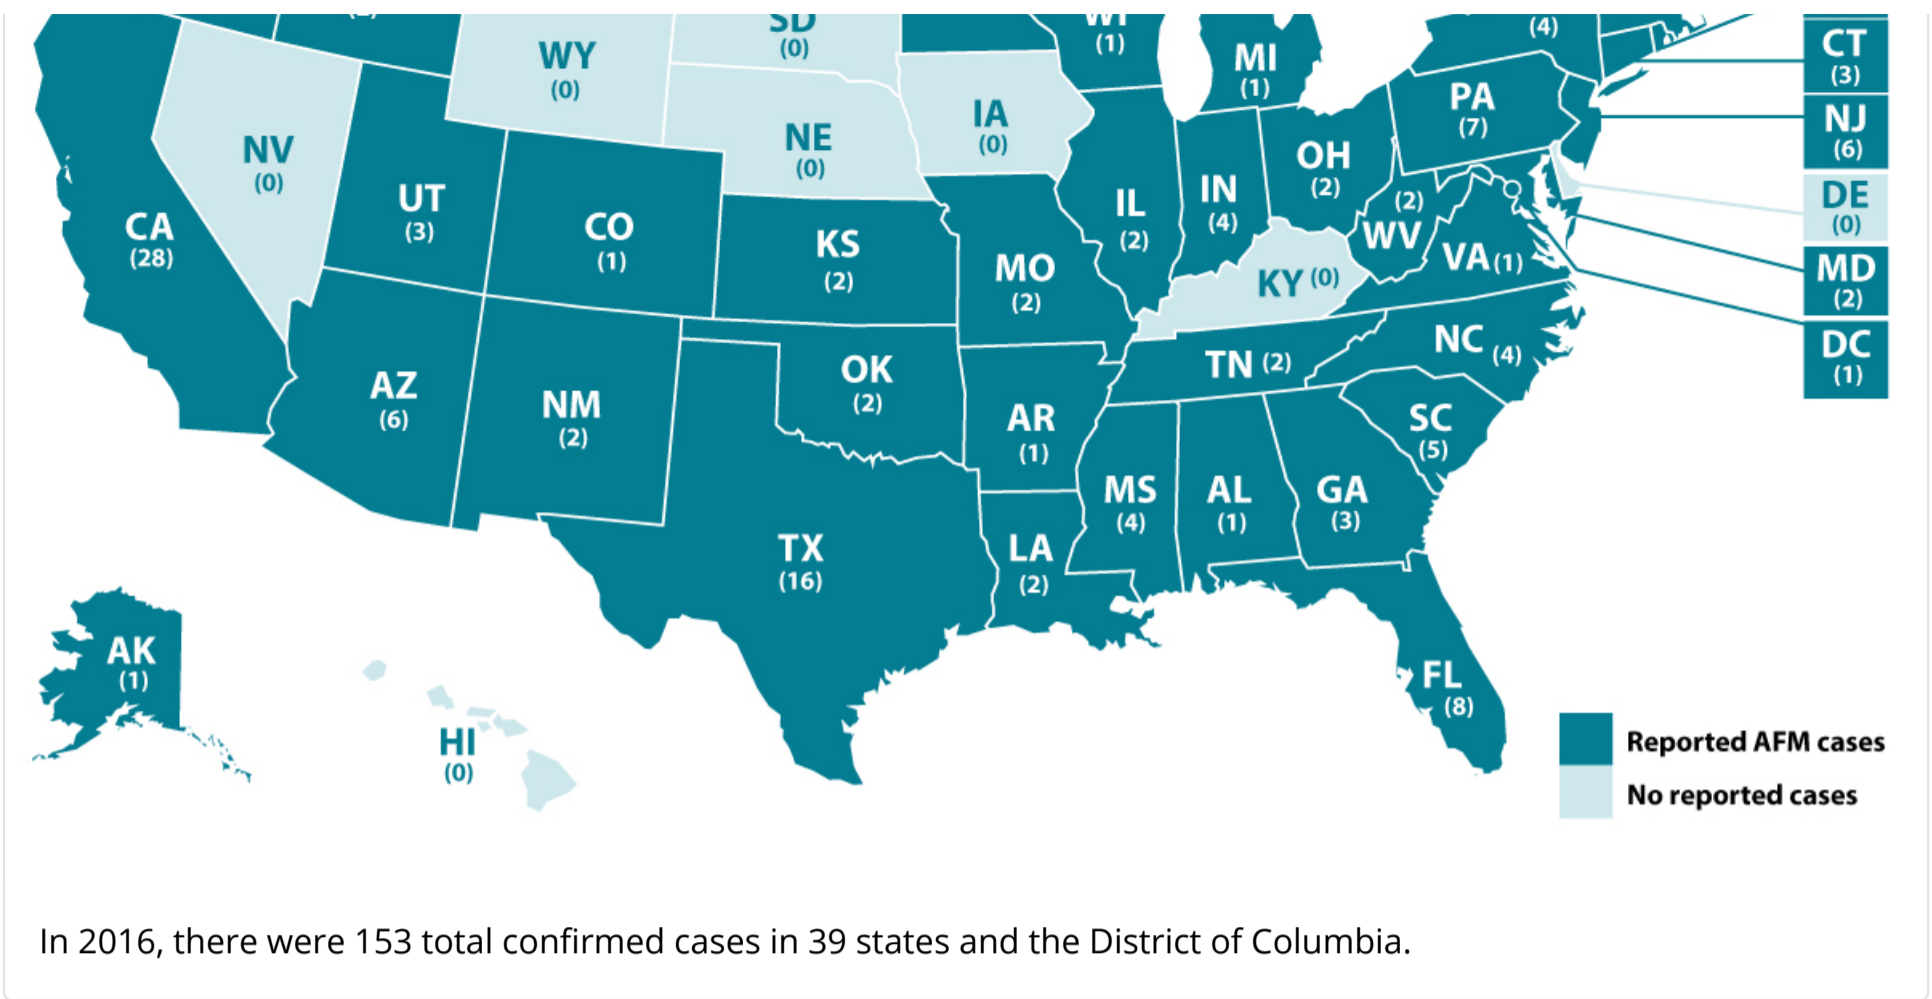 SD
(0)
WI
(1)
(4)
WY
(0)
MI
(1)
CT
(3)
PA
(7)
NJ
(6)
NV
(0)
NE
(0)
IA
(0)
OH
(2)
DE
(0)
UT
(3)
CO
(1)
IL
(2)
IN
(4)
(2)
WV
CA
(28)
KS
(2)
MO
(2)
KY (0)
VA (1)
MD
(2)
TN (2)
NC (4)
DC
(1)
AZ
(6)
NM
(2)
OK
(2)
AR
(1)
SC
(5)
MS
(4)
AL
(1)
GA
(3)
TX
(16)
LA
(2)
AK
(1)
FL
(8)
HI
(0)
Reported AFM cases
No reported cases
In 2016, there were 153 total confirmed cases in 39 states and the District of Columbia.